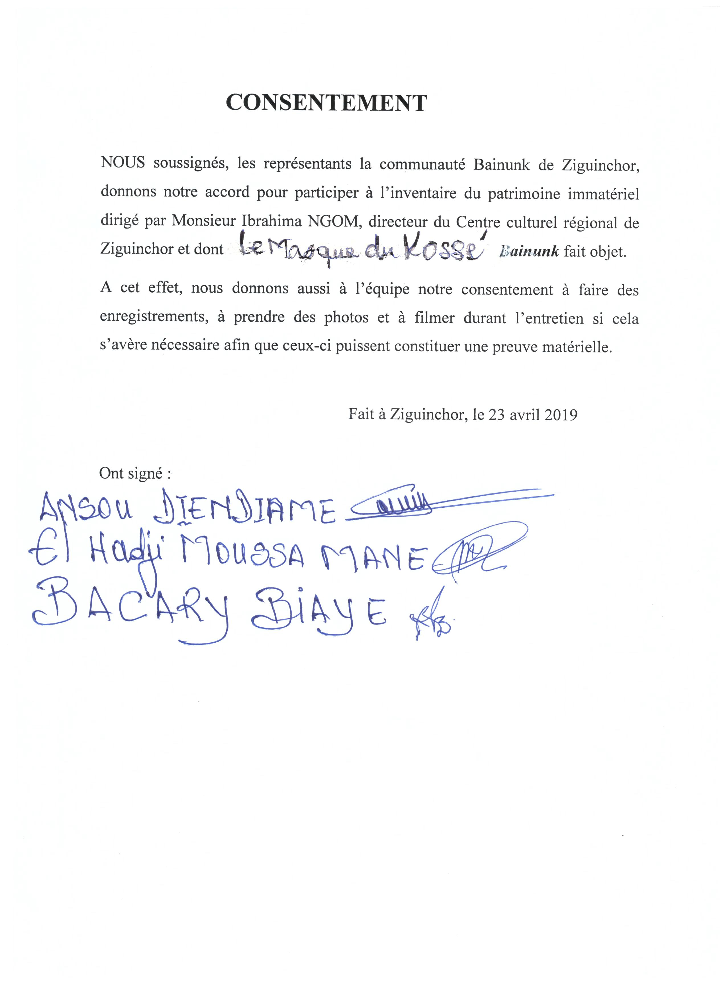 CONSENTEMENT
NOUS soussignés, les représentants la communauté Bainunk de Ziguinchor,
donnons notre accord pour participer à l’inventaire du patrimoine immatériel
dirigé par Monsieur Ibrahima NGOM, directeur du Centre culturel régional de
Ziguinchor et dont Le Masque du Kossé Bainunk fait objet.
A cet effet, nous donnons aussi à l’équipe notre consentement à faire des
enregistrements, à prendre des photos et à filmer durant l’entretien si cela
s’avère nécessaire afin que ceux-ci puissent constituer une preuve matérielle.
Fait à Ziguinchor, le 23 avril 2019
Ont signé :
ANSOU DIENDIAME
El Hadji MOUSSA MANE
BACARY BIAYE